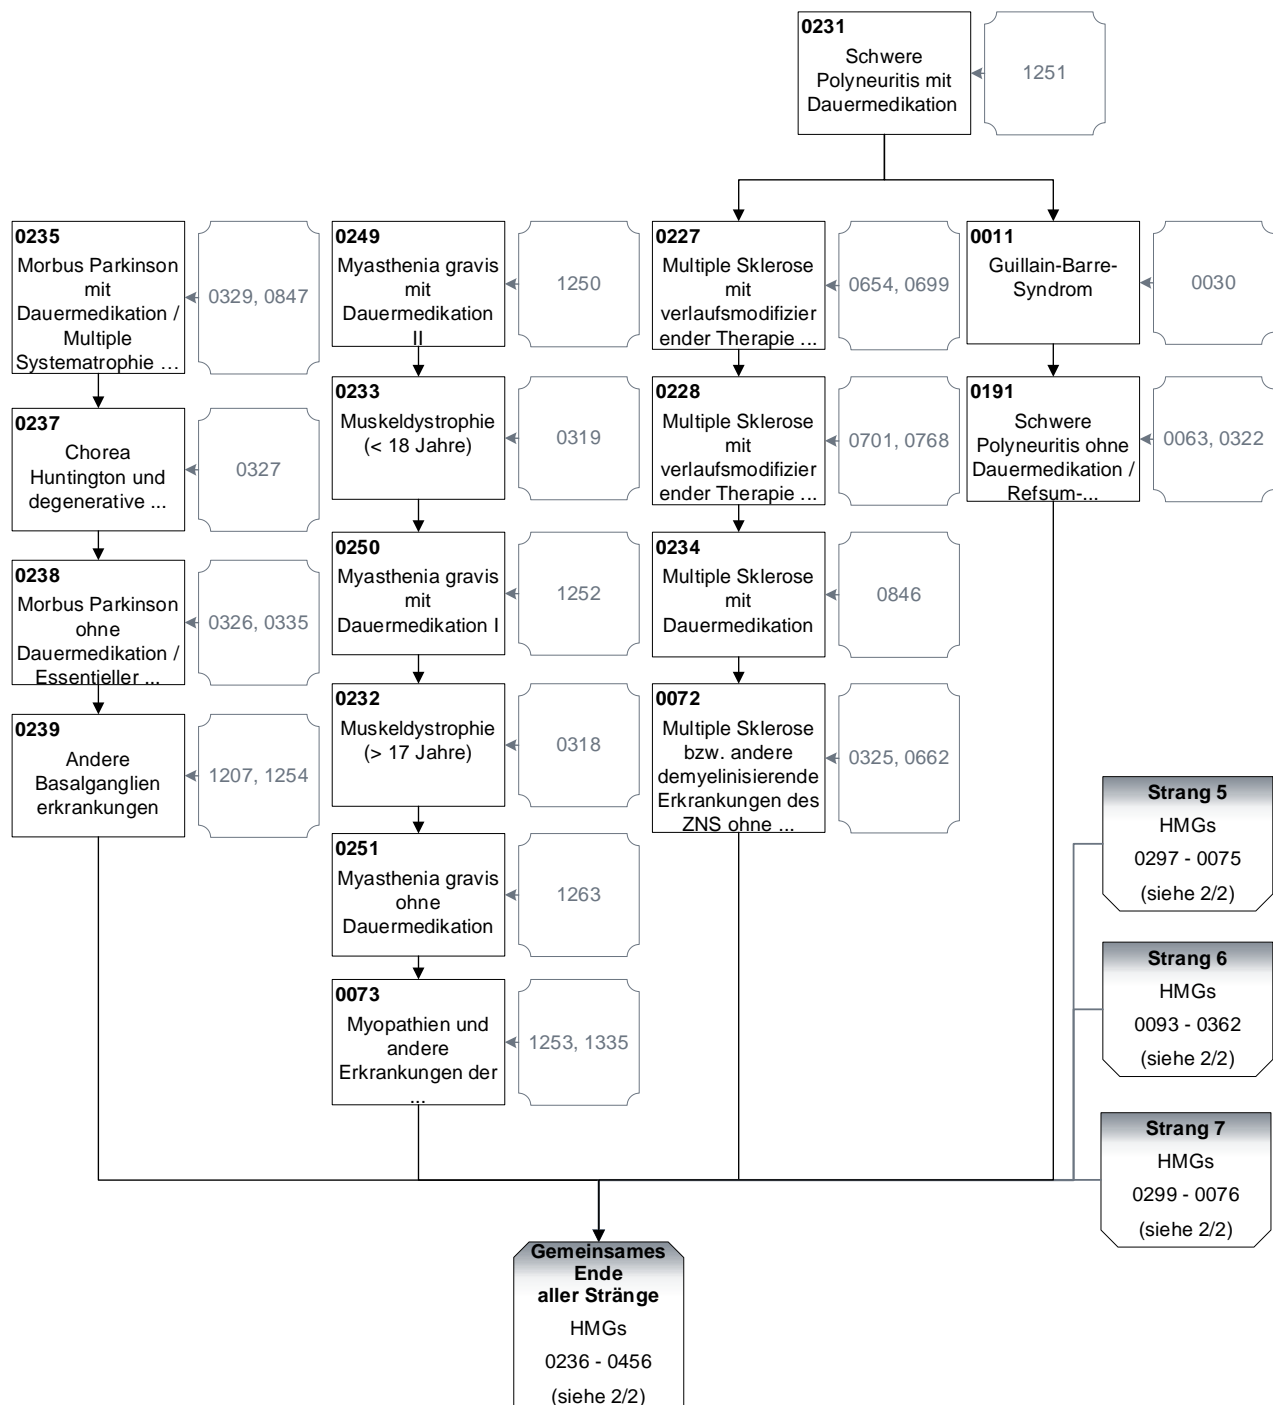 0231
Schwere
Polyneuritis mit
Dauermedikation
1251
0235
Morbus Parkinson
mit
Dauermedikation /
Multiple
Systematrophie ...
0329, 0847
0237
Chorea
Huntington und
degenerative ...
0327
0238
Morbus Parkinson
ohne
Dauermedikation /
Essentieller ...
0326, 0335
0239
Andere
Basalganglien
erkrankungen
1207, 1254
0249
Myasthenia gravis
mit
Dauermedikation
II
1250
0233
Muskeldystrophie
(< 18 Jahre)
0319
0250
Myasthenia gravis
mit
Dauermedikation I
1252
0232
Muskeldystrophie
(> 17 Jahre)
0318
0251
Myasthenia gravis
ohne
Dauermedikation
1263
0073
Myopathien und
andere
Erkrankungen der
...
1253, 1335
0227
Multiple Sklerose
mit
verlaufsmodifizier
ender Therapie ...
0654, 0699
0228
Multiple Sklerose
mit
verlaufsmodifizier
ender Therapie ...
0701, 0768
0234
Multiple Sklerose
mit
Dauermedikation
0846
0072
Multiple Sklerose
bzw. andere
demyelinisierende
Erkrankungen des
ZNS ohne ...
0325, 0662
0011
Guillain-Barre-
Syndrom
0030
0191
Schwere
Polyneuritis ohne
Dauermedikation /
Refsum-...
0063, 0322
Strang 5
HMGs
0297 - 0075
(siehe 2/2)
Strang 6
HMGs
0093 - 0362
(siehe 2/2)
Strang 7
HMGs
0299 - 0076
(siehe 2/2)
Gemeinsames
Ende
aller Stränge
HMGs
0236 - 0456
(siehe 2/2)